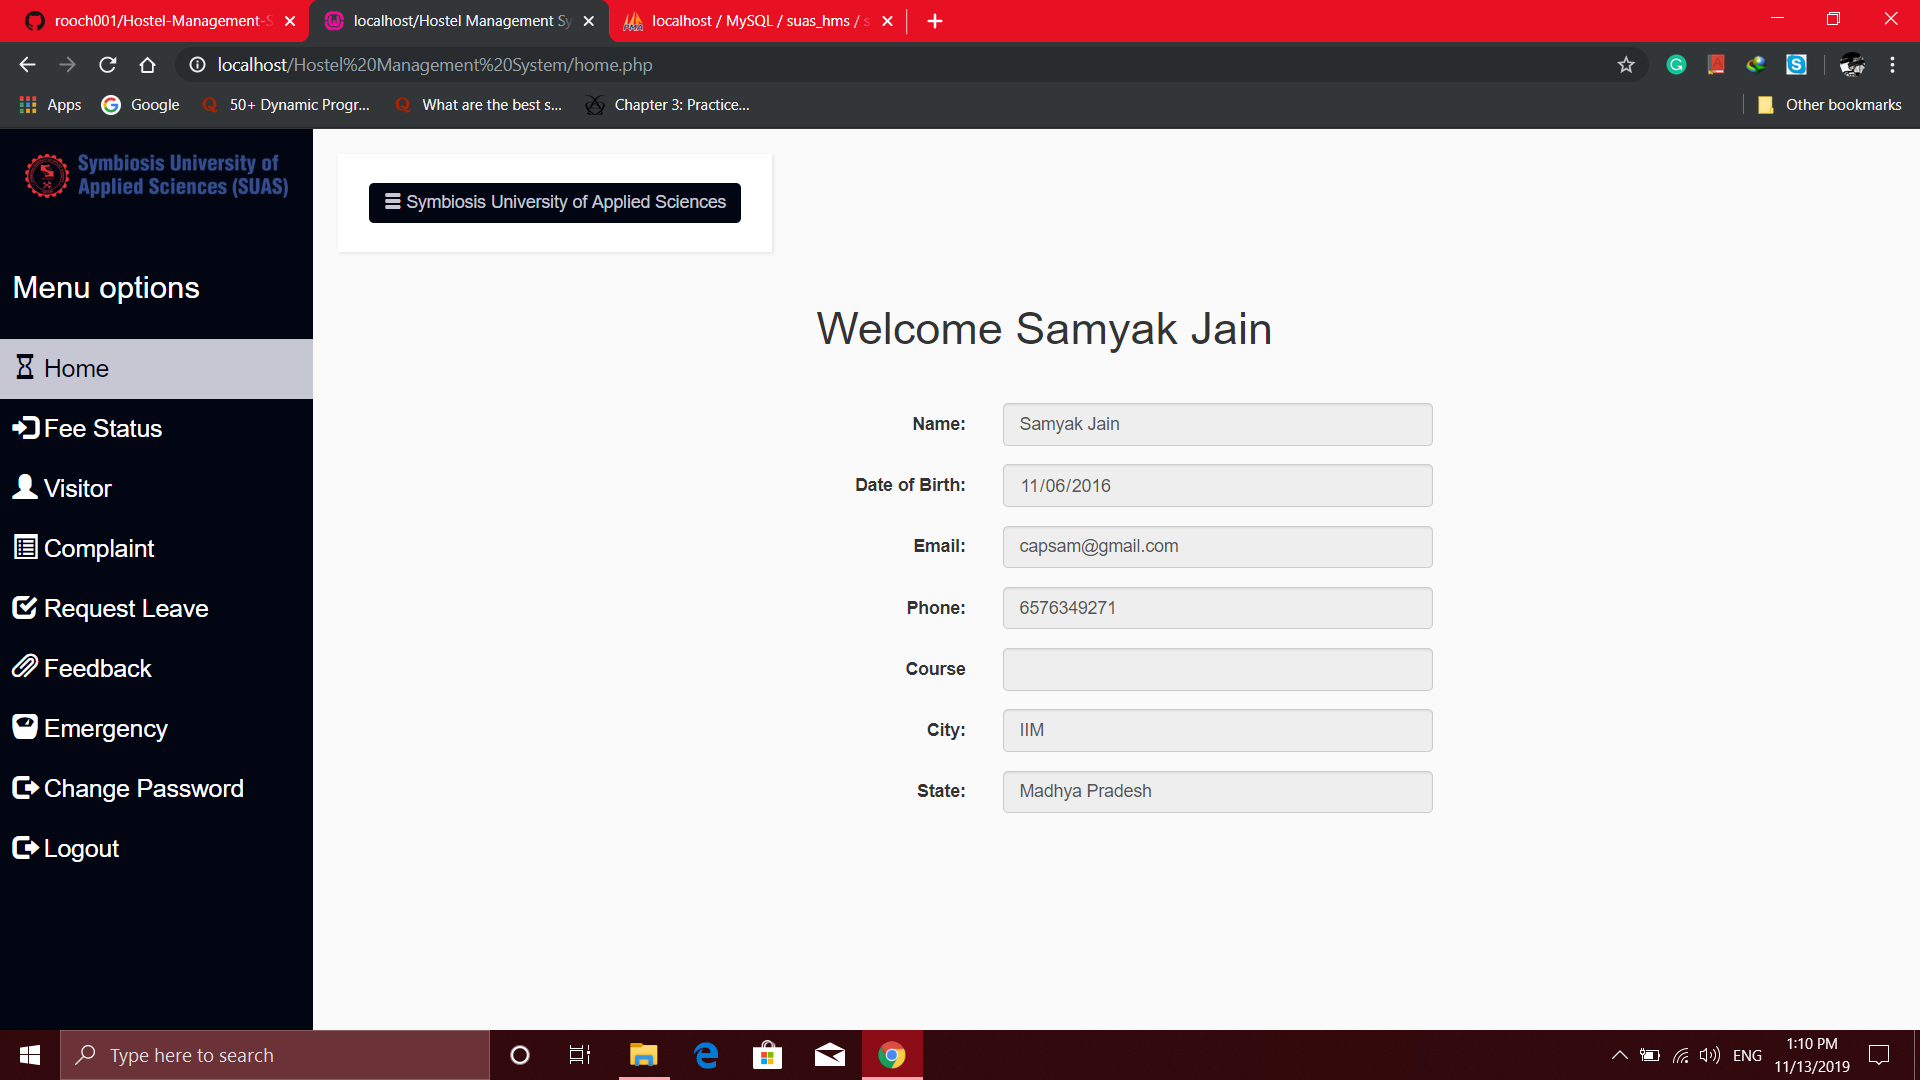 rooch001/Hostel-Management-S
localhost/Hostel Management Sy
localhost / MySQL / suas_hms / s
localhost/Hostel%20Management%20System/home.php
Apps
Google
50+ Dynamic Progr...
What are the best s...
Chapter 3: Practice...
Other bookmarks
Symbiosis University of
Applied Sciences (SUAS)
Symbiosis University of Applied Sciences
Menu options
Home
Fee Status
Visitor
Complaint
Request Leave
Feedback
Emergency
Change Password
Logout
Welcome Samyak Jain
Name: Samyak Jain
Date of Birth: 11/06/2016
Email: capsam@gmail.com
Phone: 6576349271
Course
City: IIM
State: Madhya Pradesh
Type here to search
ENG
1:10 PM
11/13/2019